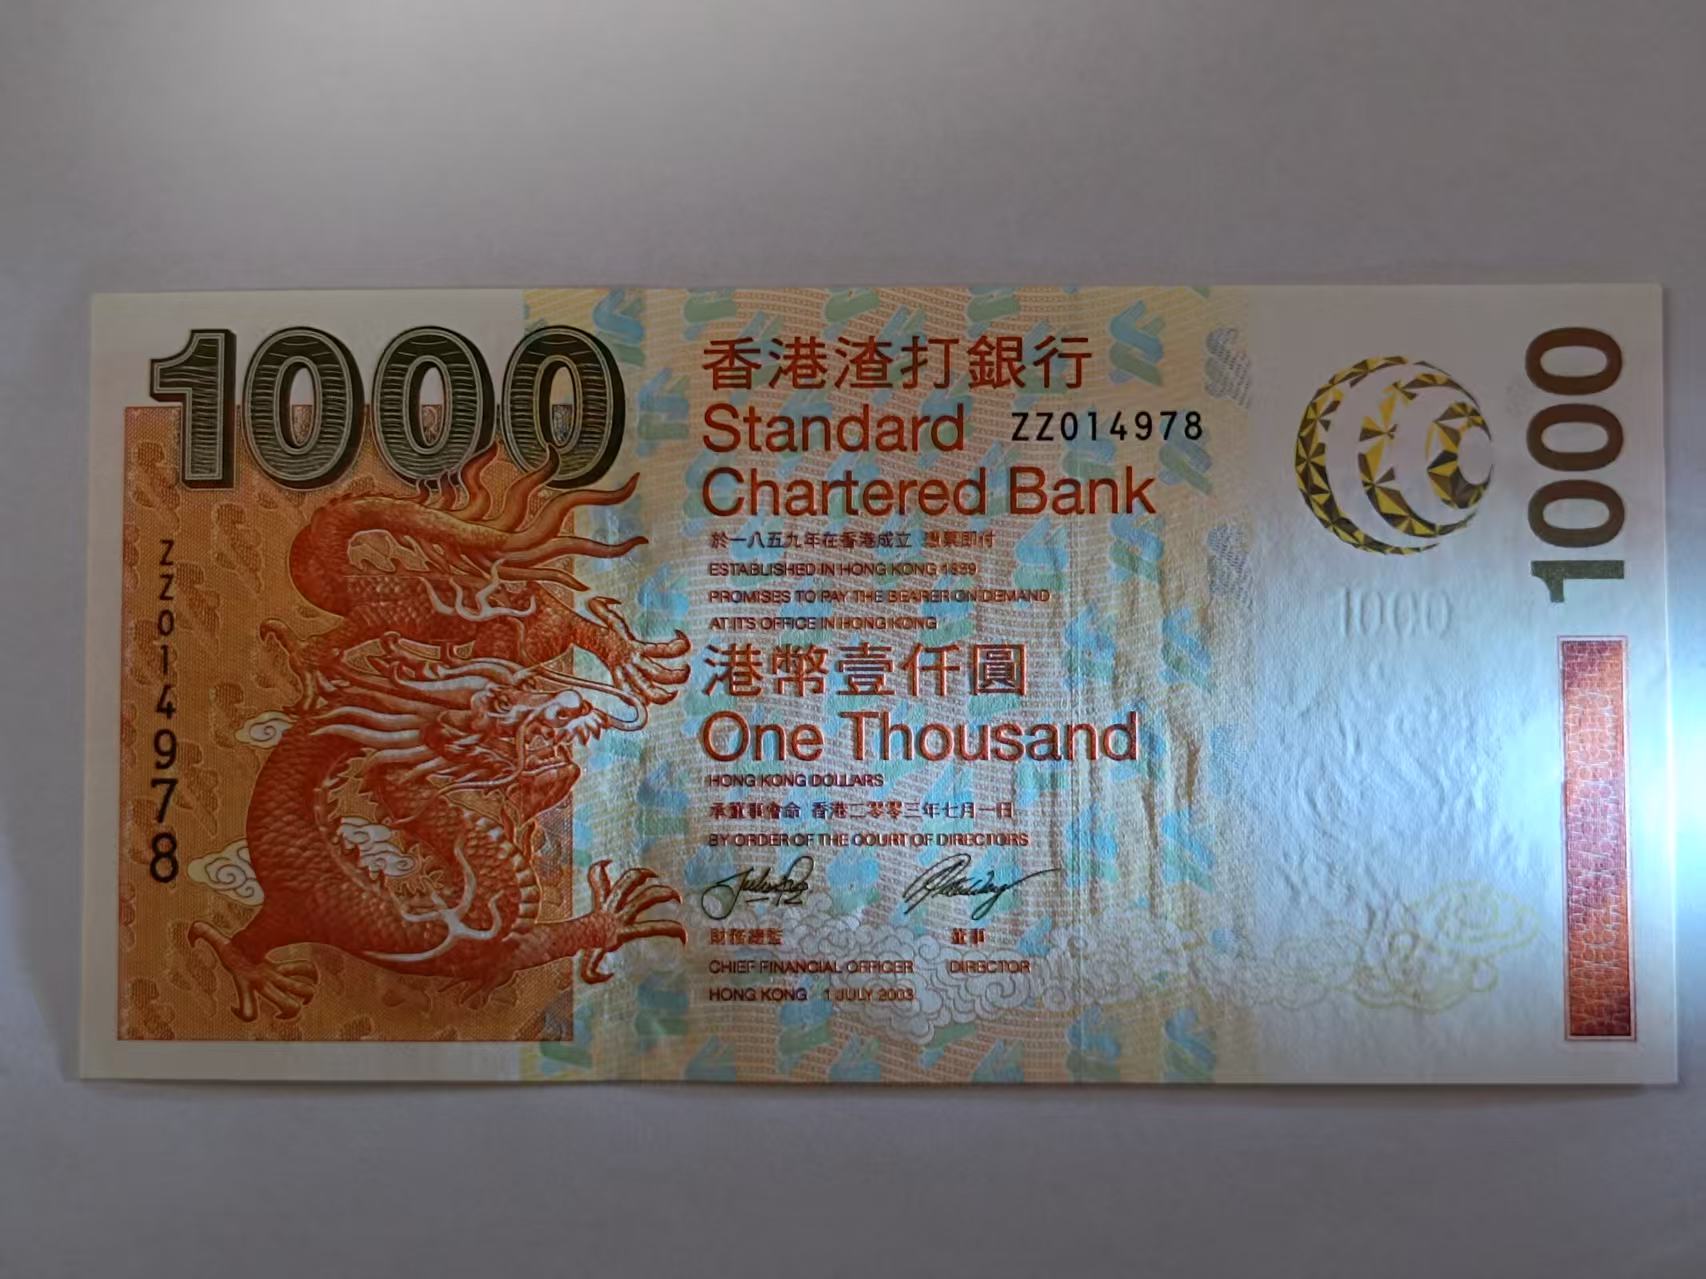 1000
香港渣打銀行
Standard
ZZ014978
Chartered Bank
於一八五九年在香港成立 憑票即付
ESTABLISHED IN HONG KONG 1859
PROMISES TO PAY THE BEARER ON DEMAND
AT ITS OFFICE IN HONG KONG
港幣壹仟圓
One Thousand
HONG KONG DOLLARS
承董事會命 香港二零零三年七月一日
BY ORDER OF THE COURT OF DIRECTORS
財務總監 董事
CHIEF FINANCIAL OFFICER DIRECTOR
HONG KONG 1 JULY 2003
ZZ014978
1000
1000